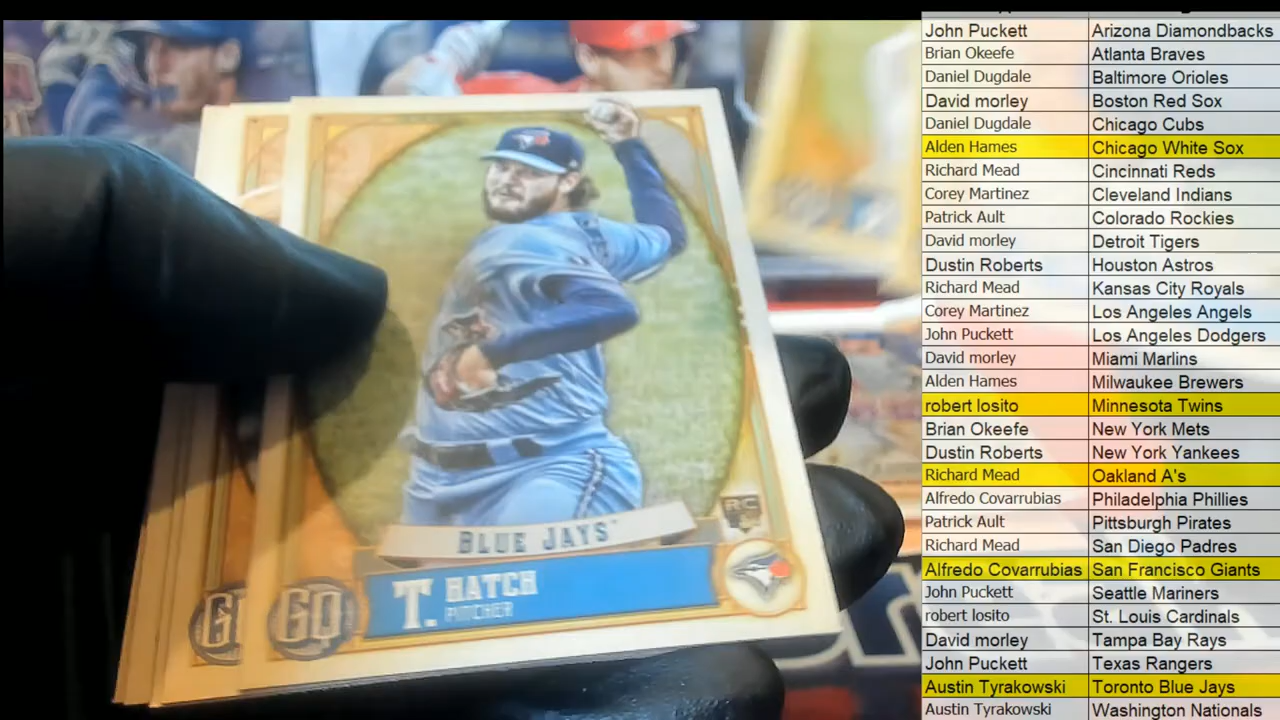 BLUE JAYS
T. HATCH
PITCHER
RC
GQ
John Puckett Arizona Diamondbacks
Brian Okeefe Atlanta Braves
Daniel Dugdale Baltimore Orioles
David morley Boston Red Sox
Daniel Dugdale Chicago Cubs
Alden Hames Chicago White Sox
Richard Mead Cincinnati Reds
Corey Martinez Cleveland Indians
Patrick Ault Colorado Rockies
David morley Detroit Tigers
Dustin Roberts Houston Astros
Richard Mead Kansas City Royals
Corey Martinez Los Angeles Angels
John Puckett Los Angeles Dodgers
David morley Miami Marlins
Alden Hames Milwaukee Brewers
robert losito Minnesota Twins
Brian Okeefe New York Mets
Dustin Roberts New York Yankees
Richard Mead Oakland A's
Alfredo Covarrubias Philadelphia Phillies
Patrick Ault Pittsburgh Pirates
Richard Mead San Diego Padres
Alfredo Covarrubias San Francisco Giants
John Puckett Seattle Mariners
robert losito St. Louis Cardinals
David morley Tampa Bay Rays
John Puckett Texas Rangers
Austin Tyrakowski Toronto Blue Jays
Austin Tyrakowski Washington Nationals